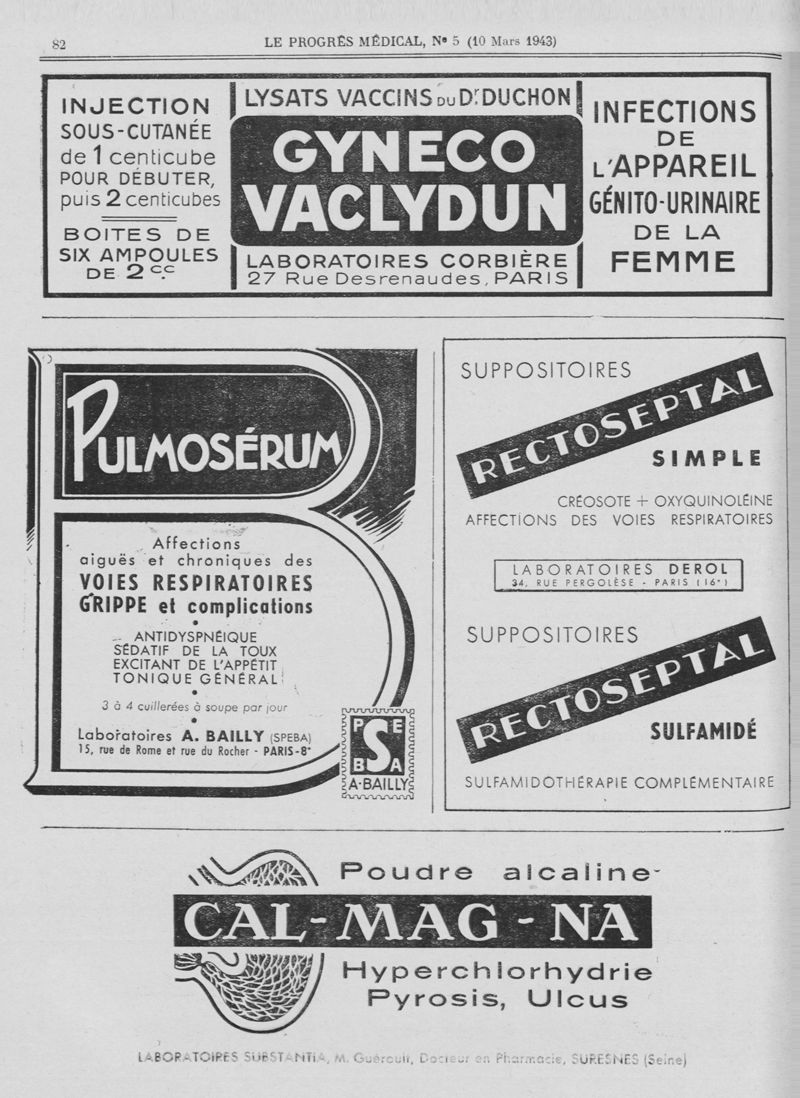 82
LE PROGRÈS MÉDICAL, N° 5 (10 Mars 1943)
INJECTION
SOUS-CUTANÉE
de 1 centicube
POUR DÉBUTER,
puis 2 centicubes
BOITES DE
SIX AMPOULES
DE 2cc.
LYSATS VACCINS DU Dr. DUCHON
GYNECO
VACLYDUN
LABORATOIRES CORBIÈRE
27 Rue Desrenaudes, PARIS
INFECTIONS
DE
L'APPAREIL
GÉNITO-URINAIRE
DE LA
FEMME
PULMOSÉRUM
Affections
aiguës et chroniques des
VOIES RESPIRATOIRES
GRIPPE et complications
•
ANTIDYSPNÉIQUE
SÉDATIF DE LA TOUX
EXCITANT DE L'APPÉTIT
TONIQUE GÉNÉRAL
•
3 à 4 cuillerées à soupe par jour
•
Laboratoires A. BAILLY (SPEBA)
15, rue de Rome et rue du Rocher - PARIS-8°
SPEBA
A·BAILLY
SUPPOSITOIRES
RECTOSEPTAL
SIMPLE
CRÉOSOTE + OXYQUINOLÉINE
AFFECTIONS DES VOIES RESPIRATOIRES
LABORATOIRES DEROL
34, RUE PERGOLÈSE - PARIS (16°)
SUPPOSITOIRES
RECTOSEPTAL
SULFAMIDÉ
SULFAMIDOTHÉRAPIE COMPLÉMENTAIRE
Poudre alcaline
CAL-MAG-NA
Hyperchlorhydrie
Pyrosis, Ulcus
LABORATOIRES SUBSTANTIA, M. Guéroult, Docteur en Pharmacie, SURESNES (Seine)